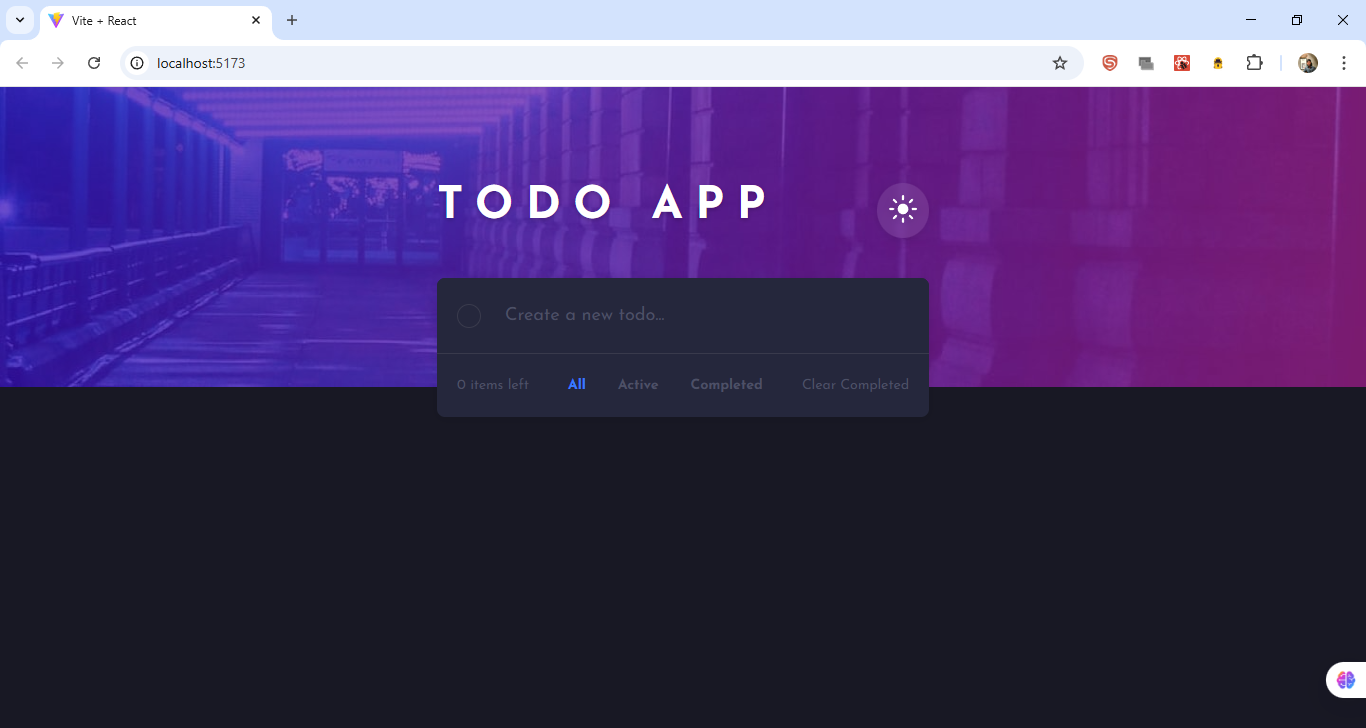 Vite + React
localhost:5173
TODO APP
Create a new todo...
0 items left All Active Completed Clear Completed